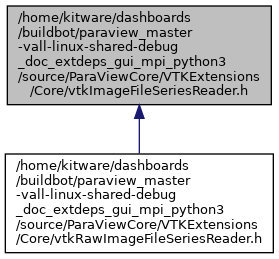 /home/kitware/dashboards
/buildbot/paraview_master
-vall-linux-shared-debug
_doc_extdeps_gui_mpi_python3
/source/ParaViewCore/VTKExtensions
/Core/vtkImageFileSeriesReader.h
/home/kitware/dashboards
/buildbot/paraview_master
-vall-linux-shared-debug
_doc_extdeps_gui_mpi_python3
/source/ParaViewCore/VTKExtensions
/Core/vtkRawImageFileSeriesReader.h